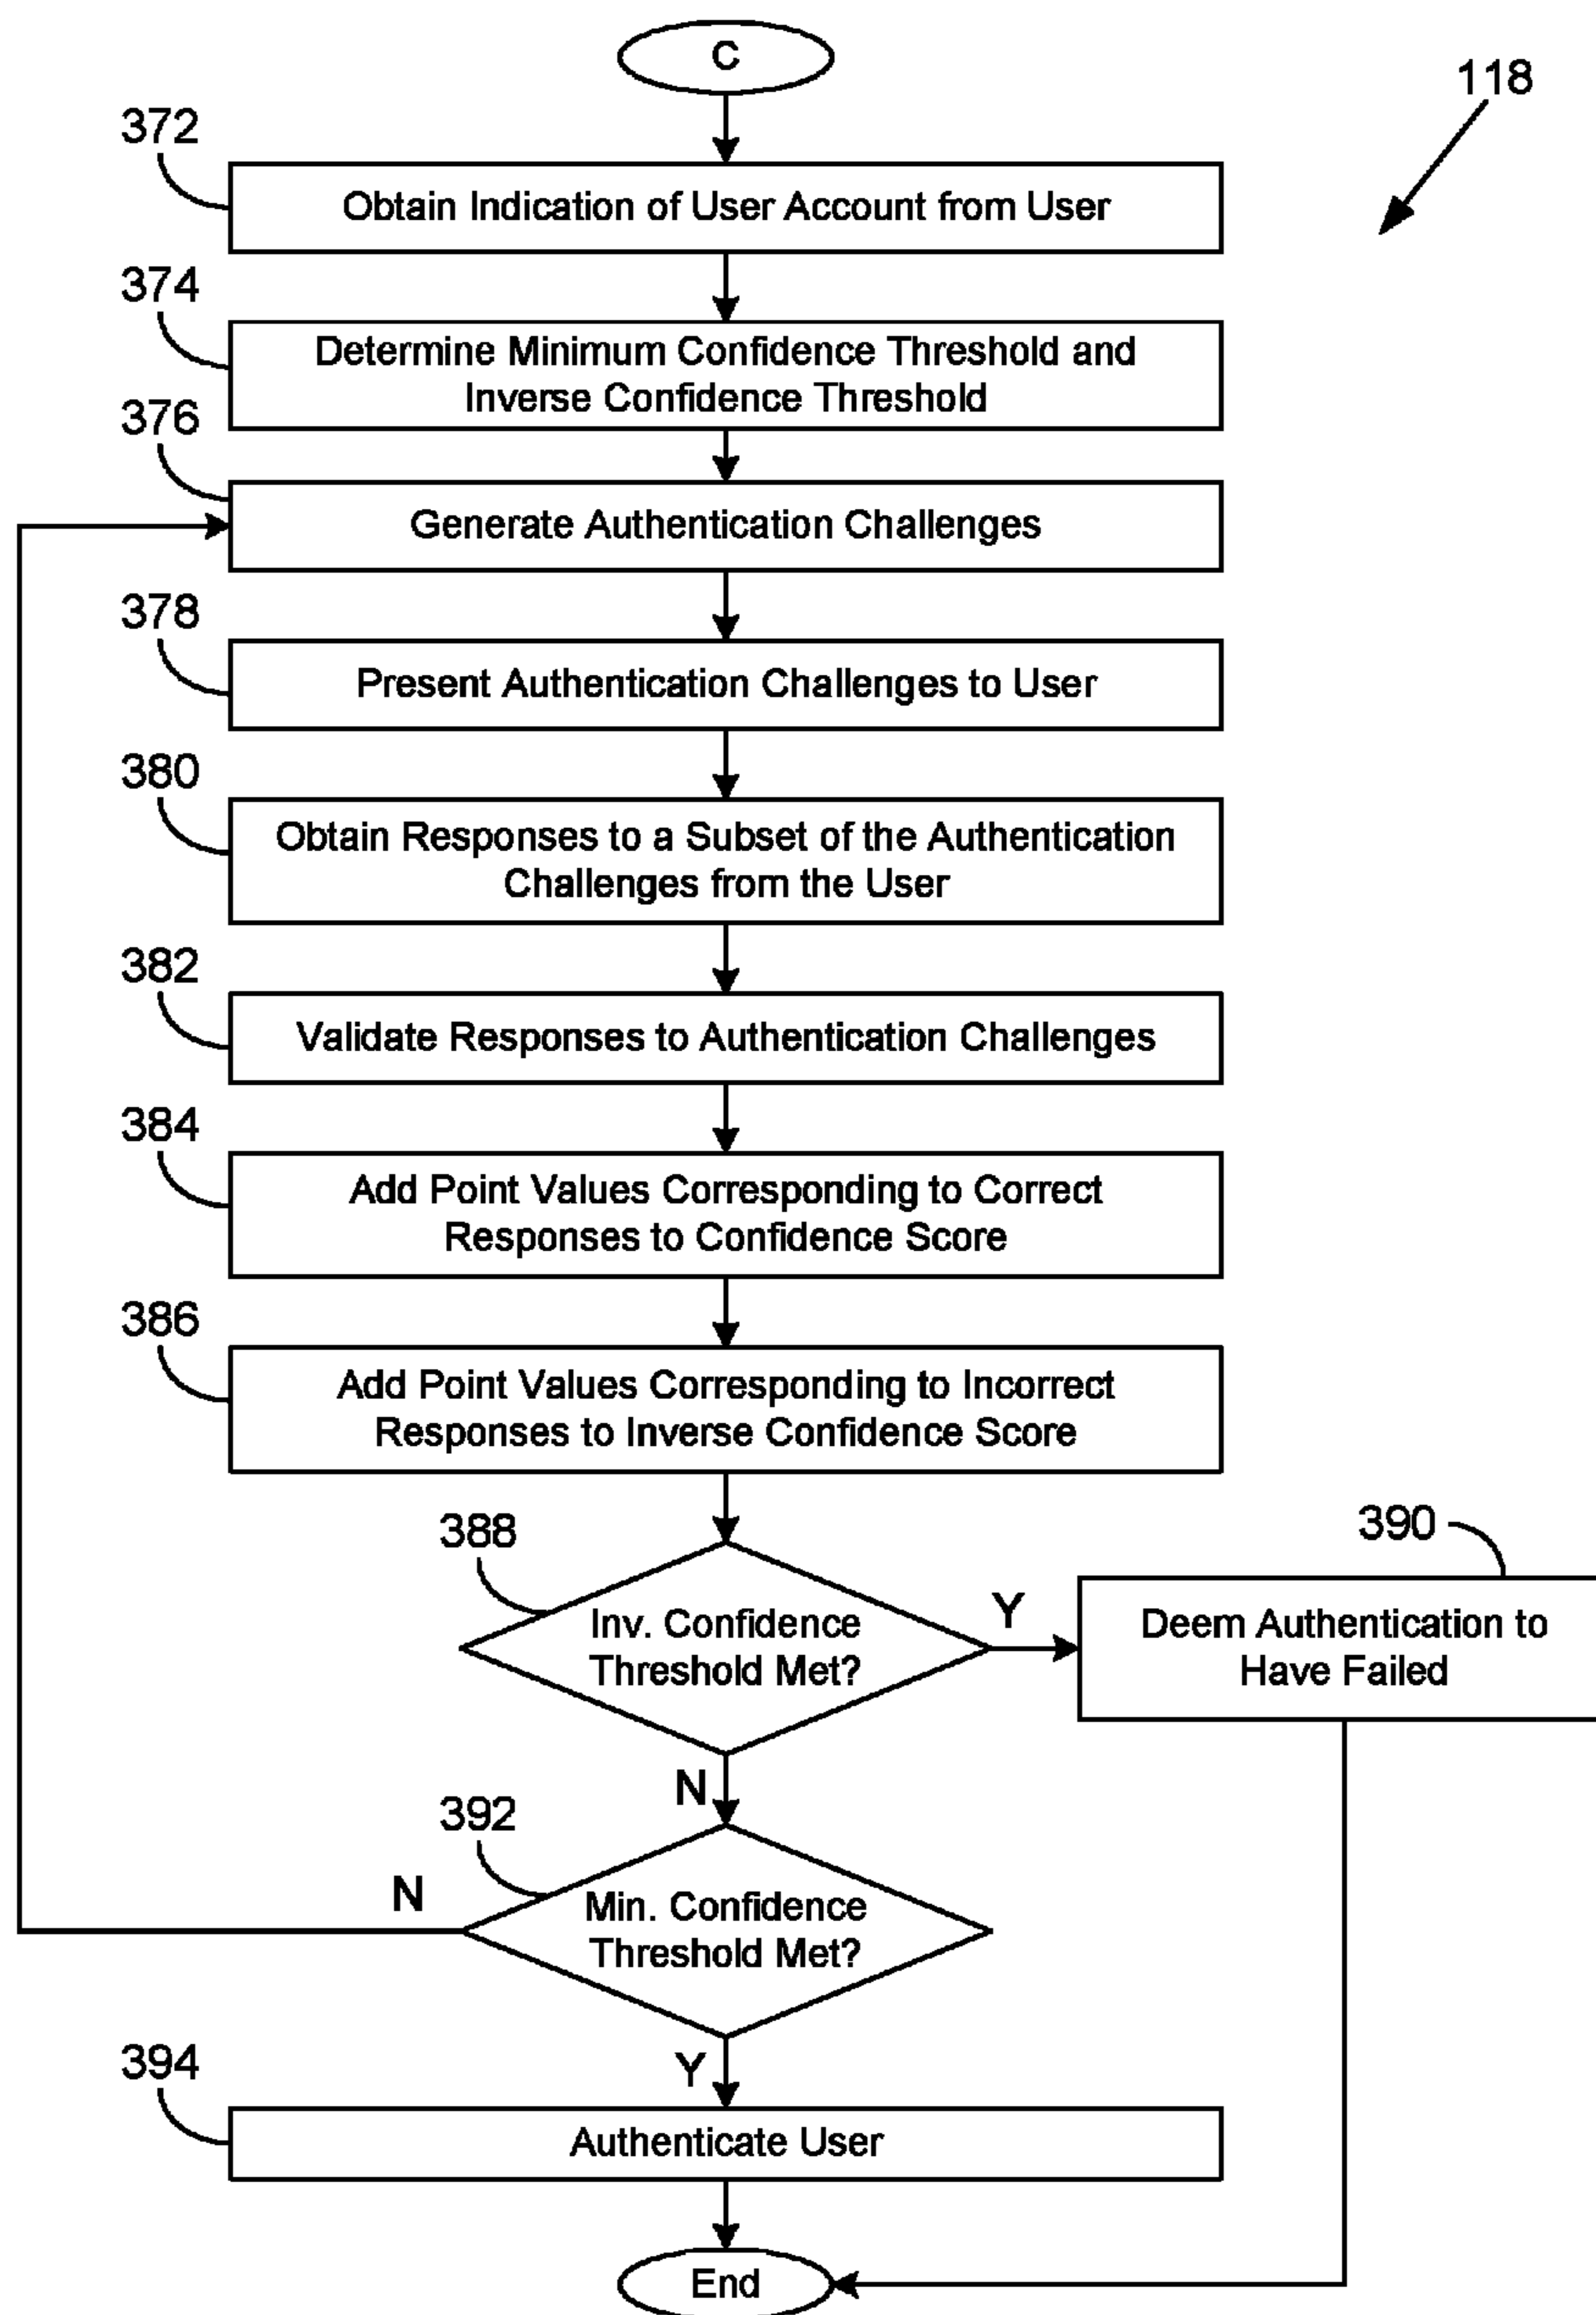 C
118
372
Obtain Indication of User Account from User
374
Determine Minimum Confidence Threshold and
Inverse Confidence Threshold
376
Generate Authentication Challenges
378
Present Authentication Challenges to User
380
Obtain Responses to a Subset of the Authentication
Challenges from the User
382
Validate Responses to Authentication Challenges
384
Add Point Values Corresponding to Correct
Responses to Confidence Score
386
Add Point Values Corresponding to Incorrect
Responses to Inverse Confidence Score
388
Inv. Confidence
Threshold Met?
Y
390
Deem Authentication to
Have Failed
N
392
Min. Confidence
Threshold Met?
N
Y
394
Authenticate User
End